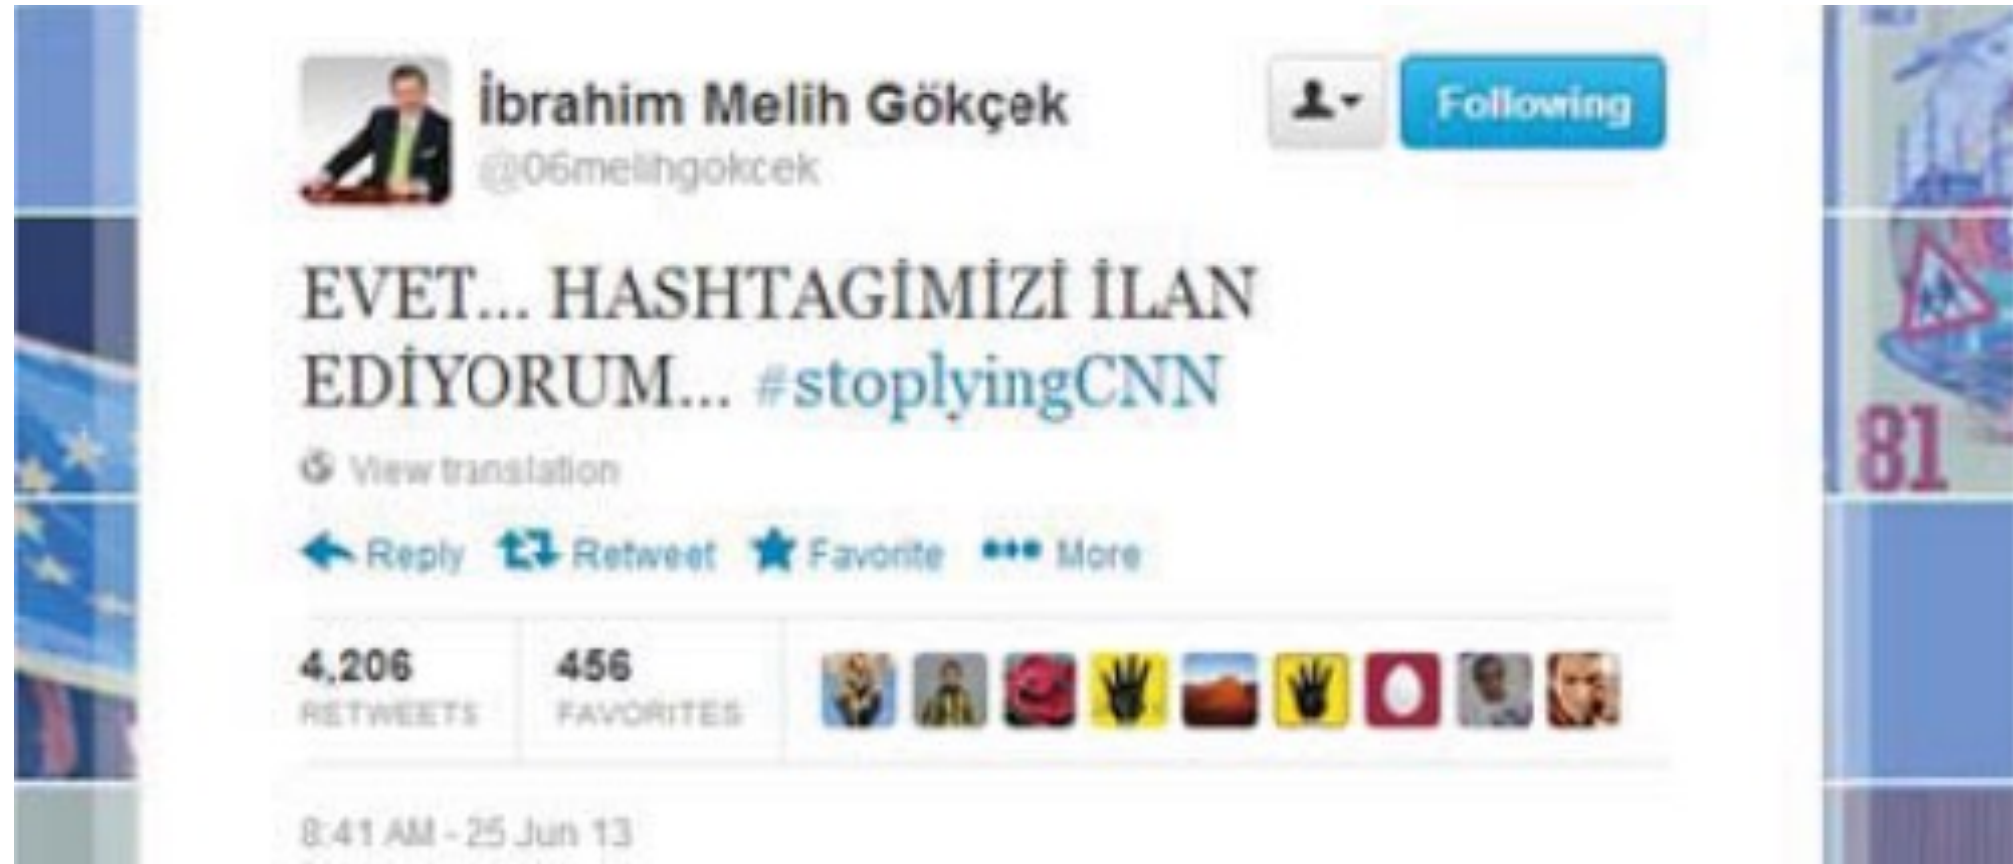 İbrahim Melih Gökçek
@06melihgokcek
Following
EVET... HASHTAGİMİZİ İLAN
EDİYORUM... #stoplyingCNN
View translation
Reply Retweet Favorite More
4,206 456
RETWEETS FAVORITES
8:41 AM - 25 Jun 13
81